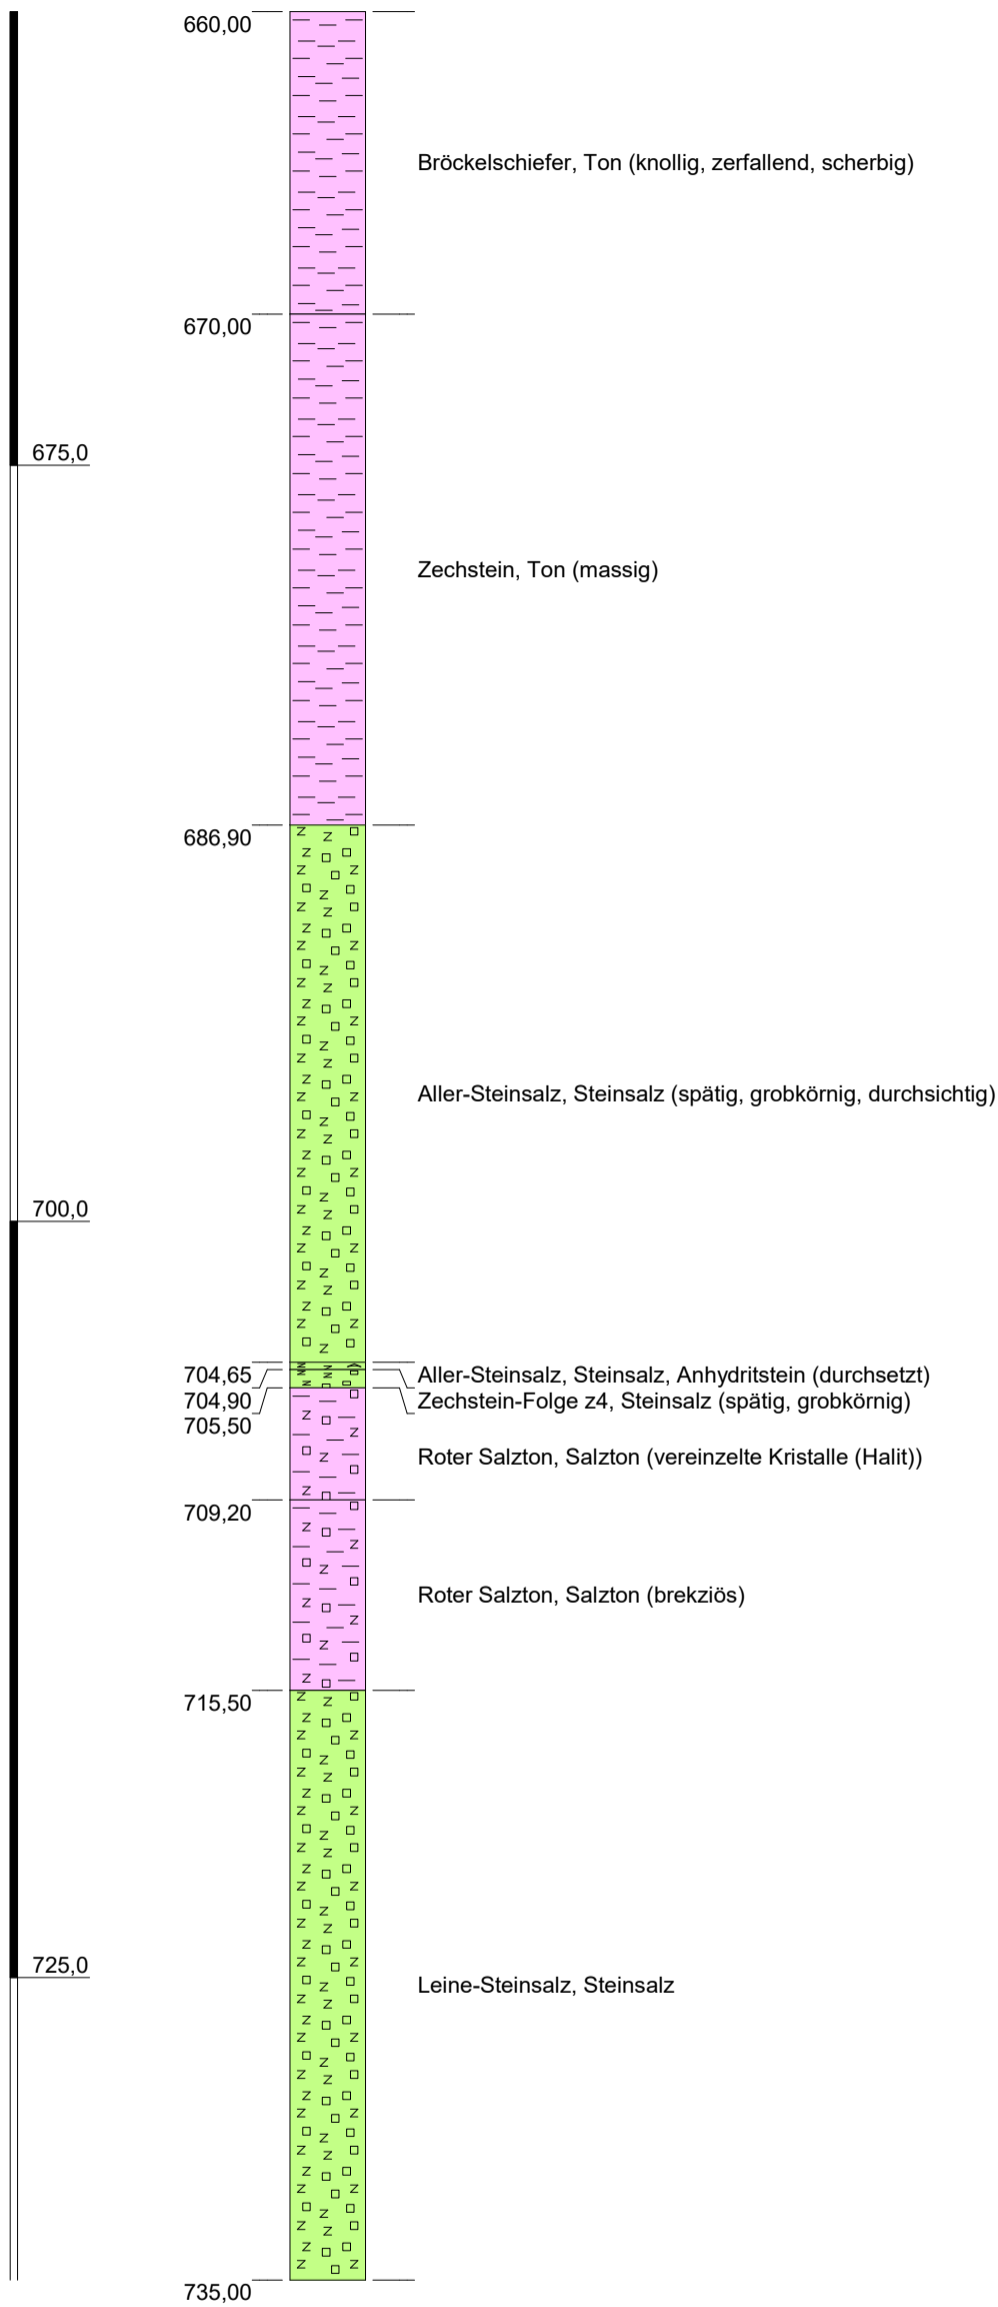 660,00
Bröckelschiefer, Ton (knollig, zerfallend, scherbig)
670,00
675,0
Zechstein, Ton (massig)
686,90
Aller-Steinsalz, Steinsalz (spätig, grobkörnig, durchsichtig)
700,0
704,65
Aller-Steinsalz, Steinsalz, Anhydritstein (durchsetzt)
704,90
Zechstein-Folge z4, Steinsalz (spätig, grobkörnig)
705,50
Roter Salzton, Salzton (vereinzelte Kristalle (Halit))
709,20
Roter Salzton, Salzton (brekziös)
715,50
725,0
Leine-Steinsalz, Steinsalz
735,00